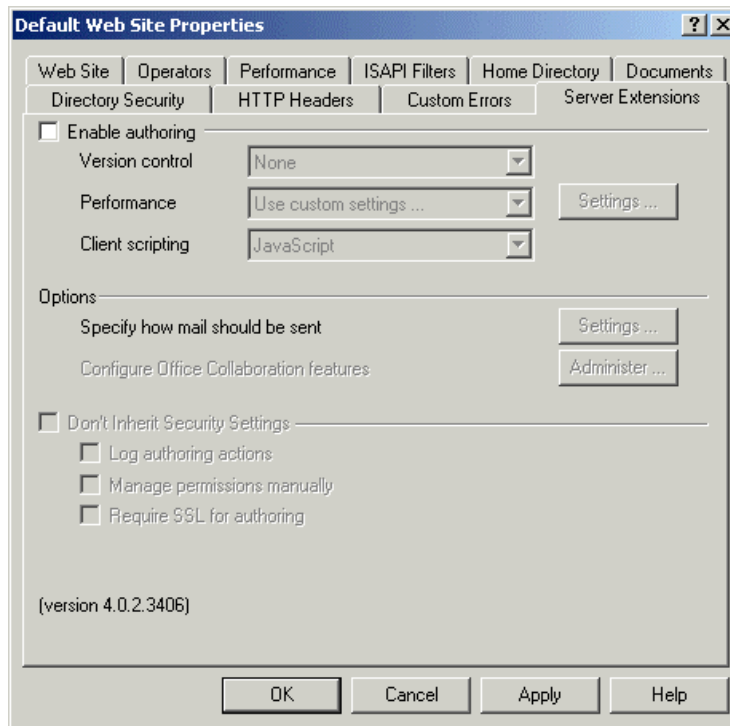 Default Web Site Properties
Web Site Operators Performance ISAPI Filters Home Directory Documents
Directory Security HTTP Headers Custom Errors Server Extensions
Enable authoring
Version control None
Performance Use custom settings ... Settings ...
Client scripting JavaScript
Options
Specify how mail should be sent Settings ...
Configure Office Collaboration features Administer ...
Don't Inherit Security Settings
Log authoring actions
Manage permissions manually
Require SSL for authoring
(version 4.0.2.3406)
OK Cancel Apply Help